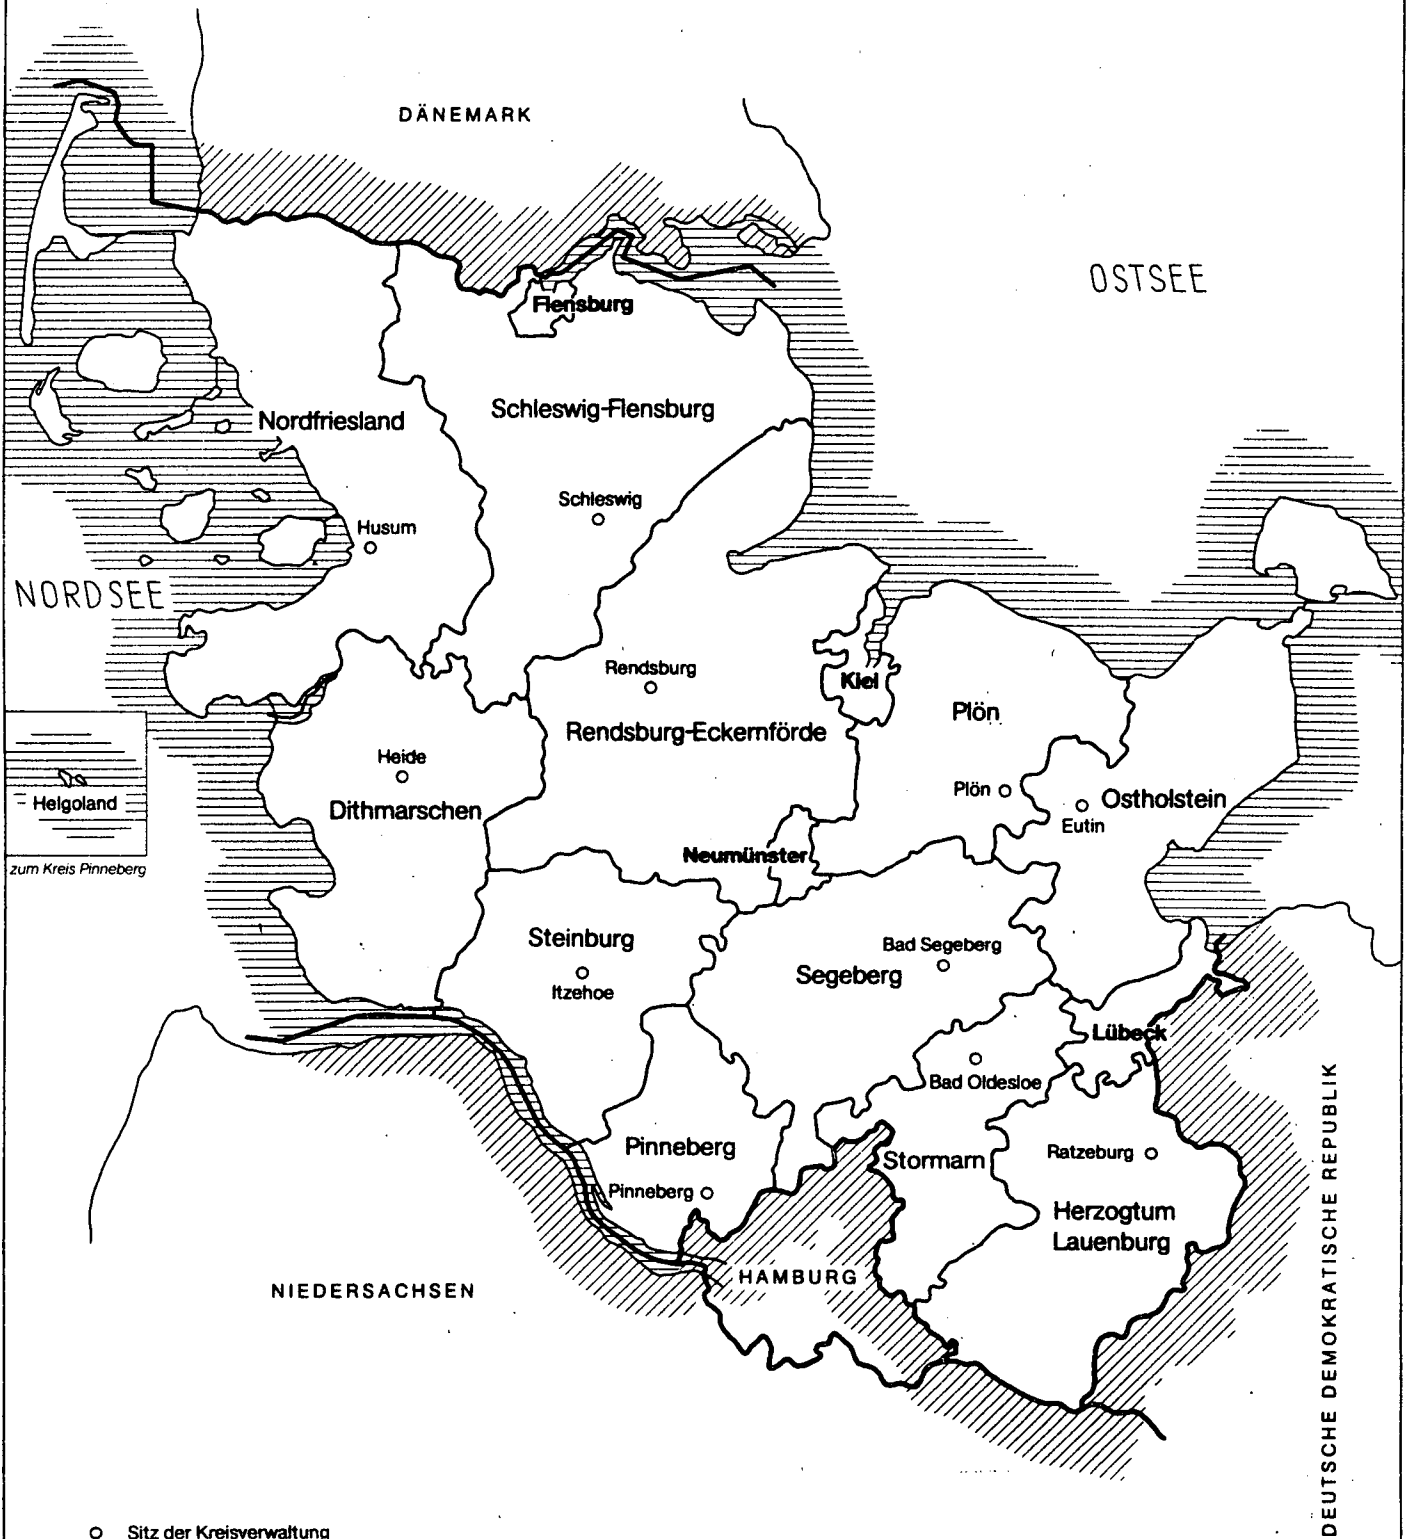 DÄNEMARK
OSTSEE
Flensburg
Schleswig-Flensburg
Nordfriesland
Schleswig
Husum
NORDSEE
Rendsburg
Kiel
Plön
Rendsburg-Eckernförde
Heide
Plön
Ostholstein
Helgoland
Dithmarschen
Eutin
Neumünster
zum Kreis Pinneberg
Steinburg
Bad Segeberg
Segeberg
Itzehoe
Lübeck
Bad Oldesloe
Pinneberg
Stormarn
Ratzeburg
Pinneberg
Herzogtum
Lauenburg
HAMBURG
NIEDERSACHSEN
DEUTSCHE DEMOKRATISCHE REPUBLIK
Sitz der Kreisverwaltung